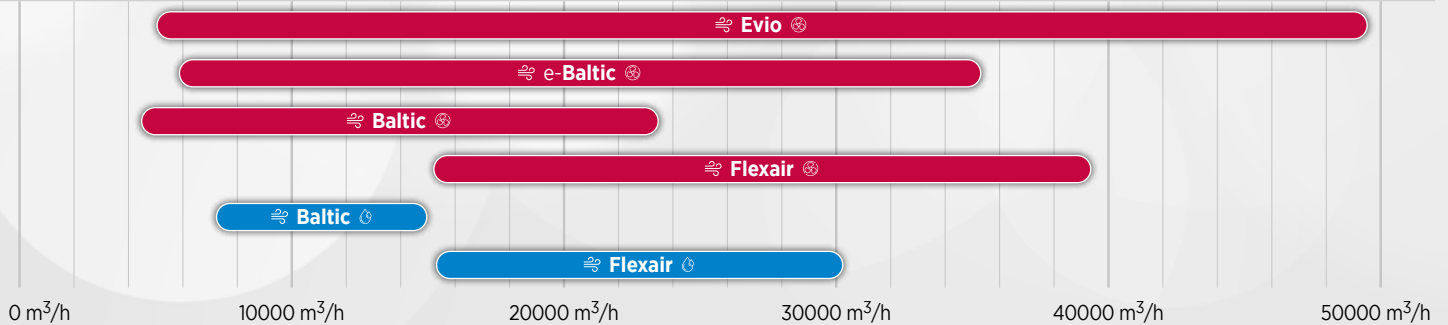 Evio
e-Baltic
Baltic
Flexair
Baltic
Flexair
0 m³/h 10000 m³/h 20000 m³/h 30000 m³/h 40000 m³/h 50000 m³/h